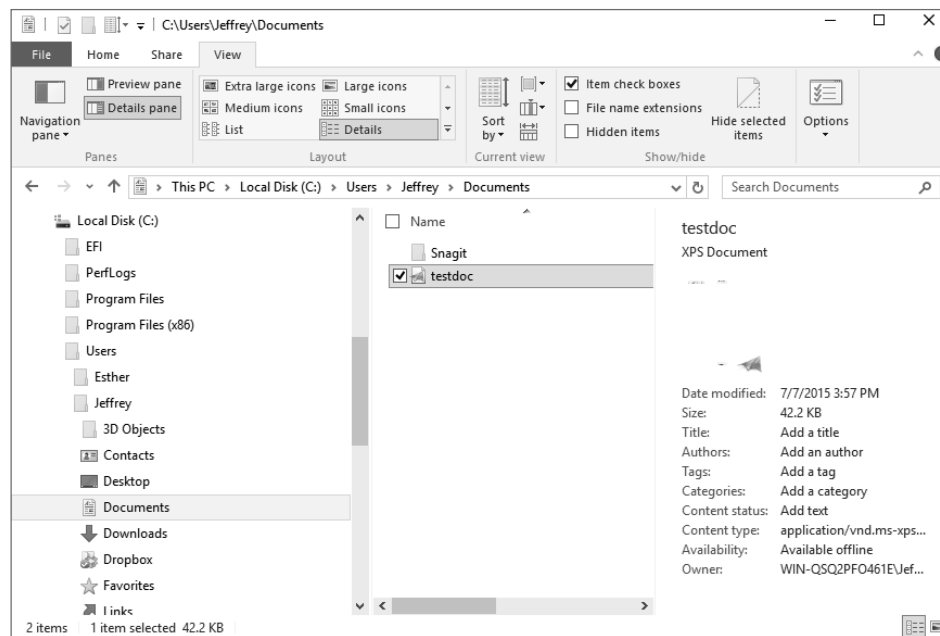 C:\Users\Jeffrey\Documents
File Home Share View
Navigation pane
Preview pane
Details pane
Panes
Extra large icons Large icons
Medium icons Small icons
List Details
Layout
Sort by
Current view
Item check boxes
File name extensions
Hidden items
Hide selected items
Show/hide
Options
This PC > Local Disk (C:) > Users > Jeffrey > Documents
Search Documents
Local Disk (C:)
EFI
PerfLogs
Program Files
Program Files (x86)
Users
Esther
Jeffrey
3D Objects
Contacts
Desktop
Documents
Downloads
Dropbox
Favorites
Links
Name
Snagit
testdoc
testdoc
XPS Document
Date modified: 7/7/2015 3:57 PM
Size: 42.2 KB
Title: Add a title
Authors: Add an author
Tags: Add a tag
Categories: Add a category
Content status: Add text
Content type: application/vnd.ms-xps...
Availability: Available offline
Owner: WIN-QSQ2PFO461E\Jef...
2 items 1 item selected 42.2 KB